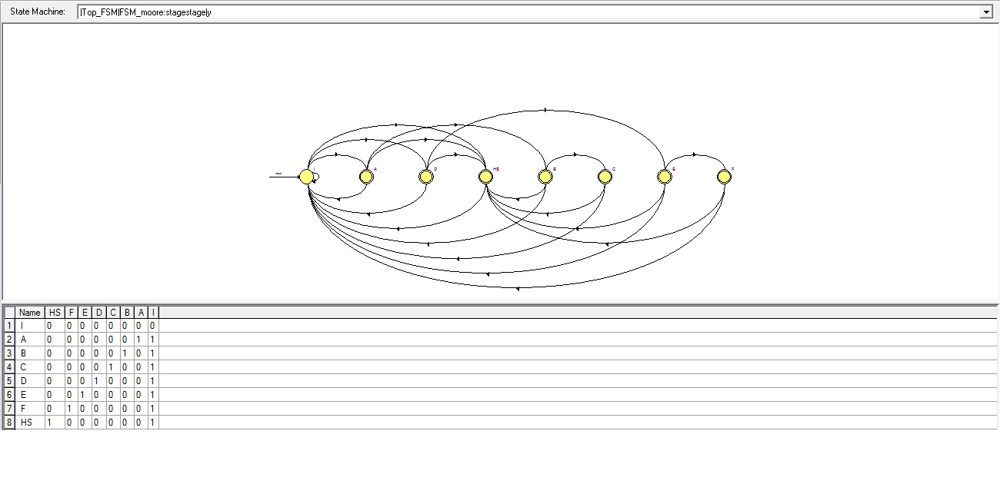 State Machine: |Top_FSM|FSM_moore:stagestage|y
I A D HS B C E F
Name HS F E D C B A I
1 I 0 0 0 0 0 0 0 0
2 A 0 0 0 0 0 0 1 1
3 B 0 0 0 0 0 1 0 1
4 C 0 0 0 0 1 0 0 1
5 D 0 0 0 1 0 0 0 1
6 E 0 0 1 0 0 0 0 1
7 F 0 1 0 0 0 0 0 1
8 HS 1 0 0 0 0 0 0 1